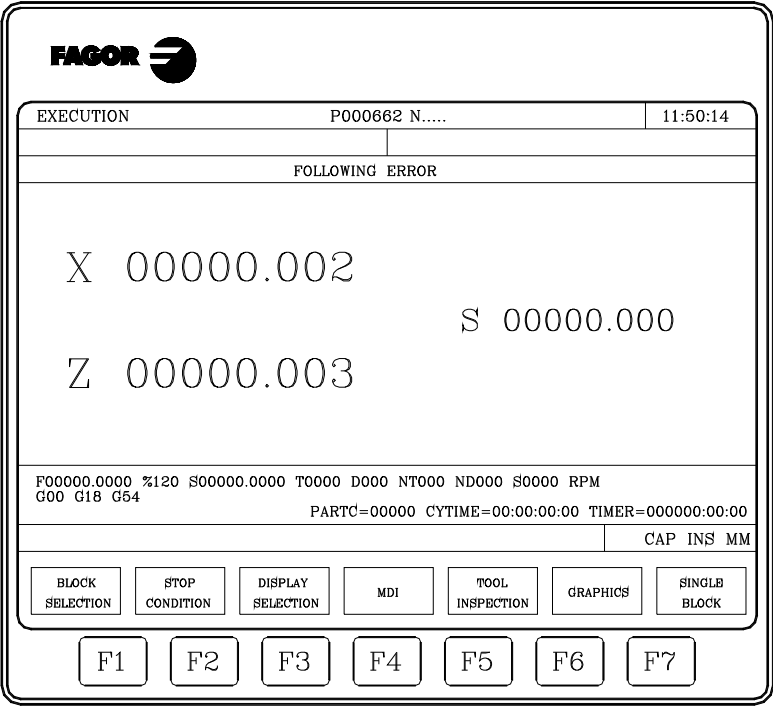 FAGOR
EXECUTION P000662 N..... 11:50:14
FOLLOWING ERROR
X 00000.002
S 00000.000
Z 00000.003
F00000.0000 %120 S00000.0000 T0000 D000 NT000 ND000 S0000 RPM
G00 G18 G54
PARTC=00000 CYTIME=00:00:00:00 TIMER=000000:00:00
CAP INS MM
BLOCK SELECTION
STOP CONDITION
DISPLAY SELECTION
MDI
TOOL INSPECTION
GRAPHICS
SINGLE BLOCK
F1 F2 F3 F4 F5 F6 F7